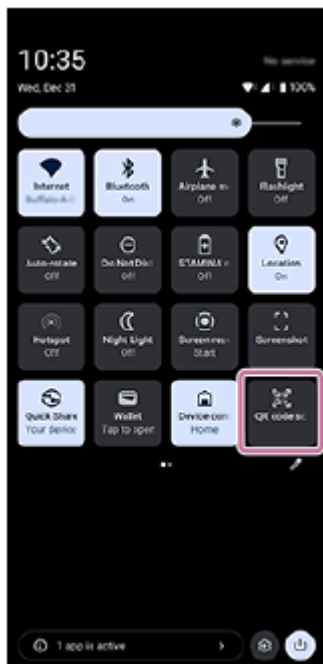 10:35
No service
Wed, Dec 31
100%
Internet
Buffalo-A-
Bluetooth
On
Airplane m
Off
Flashlight
Off
Auto-rotate
Off
Do Not Dist
Off
STAMINA
Off
Location
On
Hotspot
Off
Night Light
Off
Screen rec
Start
Screenshot
Quick Share
Your device
Wallet
Tap to open
Device con
Home
QR code sc
1 app is active